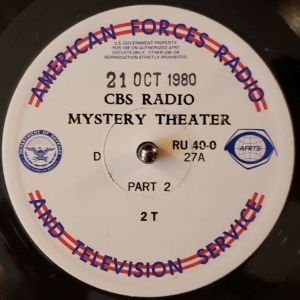 AMERICAN FORCES RADIO
U.S. GOVERNMENT PROPERTY.
FOR USE ON AUTHORIZED AFRT
OUTLETS ONLY. OTHER USE OR
REPRODUCTION STRICTLY PROHIBITED.
21 OCT 1980
CBS RADIO
MYSTERY THEATER
D
RU 40-0
27A
AFRTS
PART 2
2 T
AND TELEVISION SERVICE